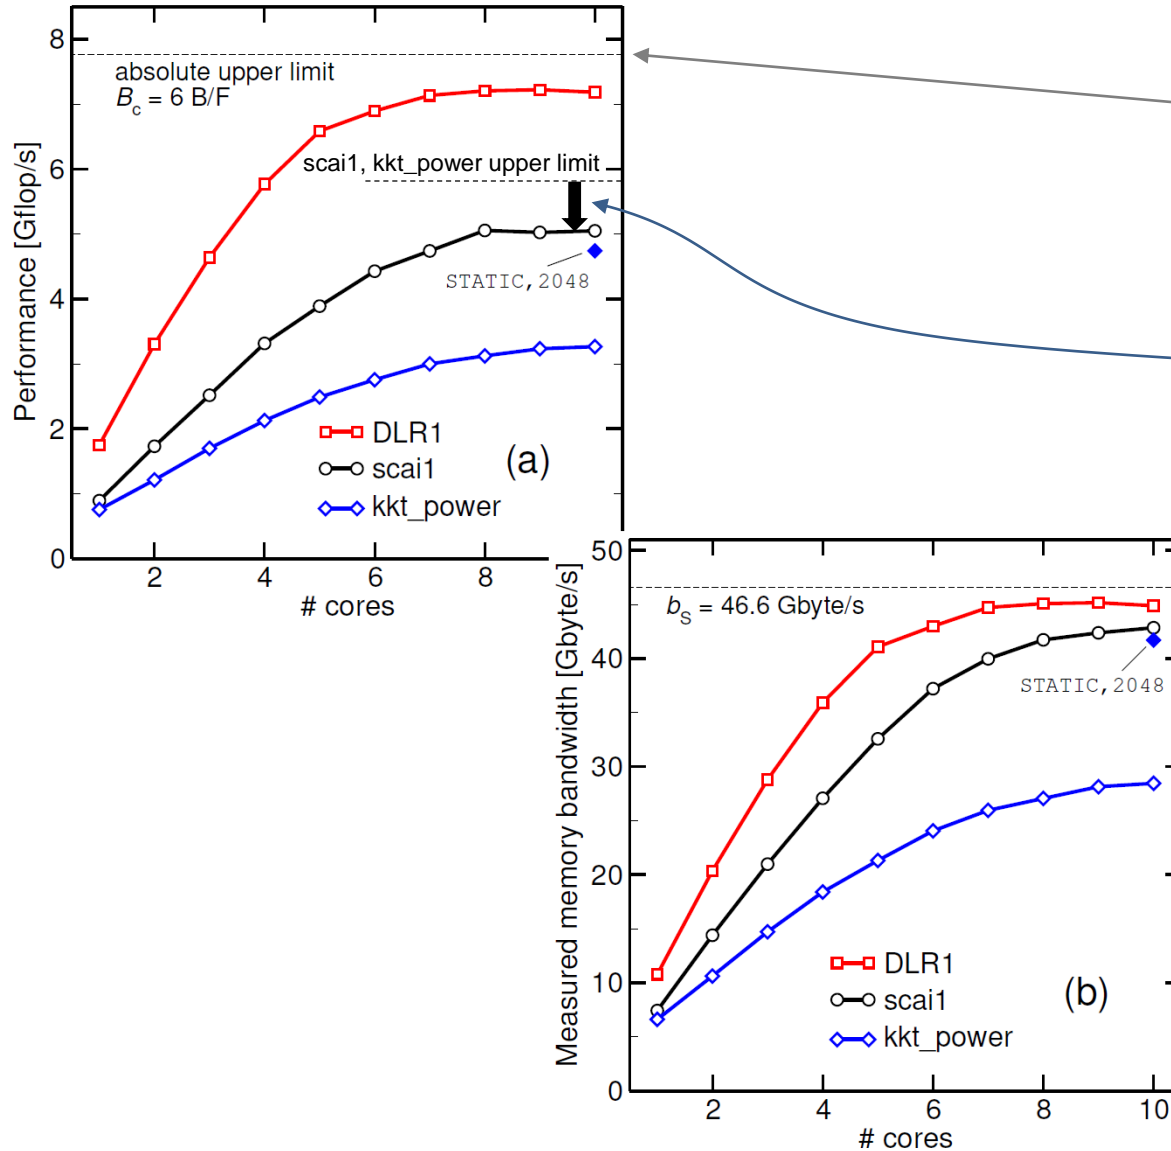 8
absolute upper limit
B_c = 6 B/F
6
scai1, kkt_power upper limit
Performance [Gflop/s]
STATIC,2048
4
2
DLR1
scai1
kkt_power
(a)
0
2
4
6
8
# cores
50
b_S = 46.6 Gbyte/s
40
STATIC,2048
Measured memory bandwidth [Gbyte/s]
30
20
10
DLR1
scai1
kkt_power
(b)
0
2
4
6
8
10
# cores